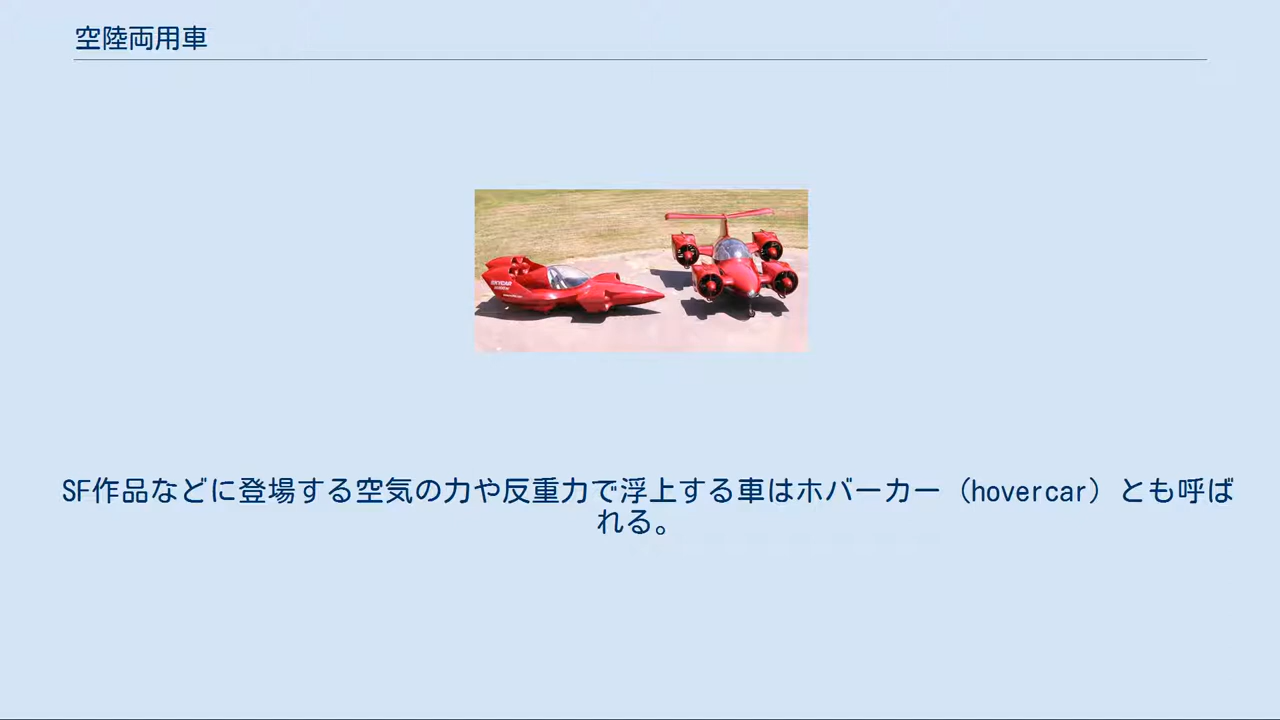 空陸両用車
SKYCAR
SF作品などに登場する空気の力や反重力で浮上する車はホバーカー（hovercar）とも呼ば
れる。